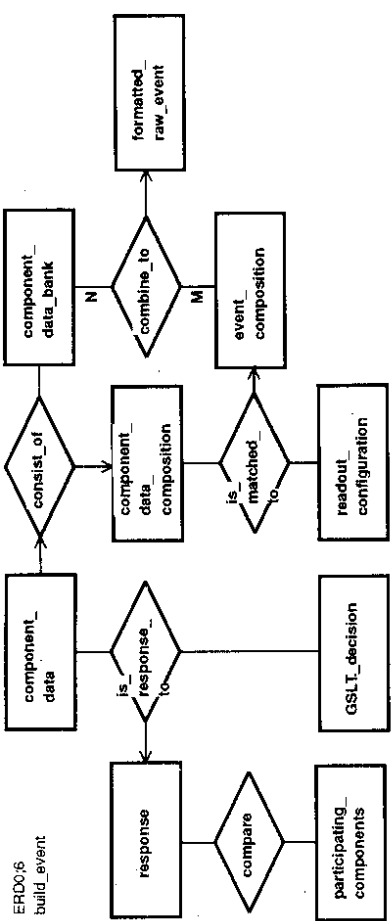 ERD0;6
build_event
component_
data
consist_of
component_
data_bank
response
is_
response_
to
component_
data_
composition
N
combine_to
M
formatted_
raw_event
compare
is_
matched_
to
event_
composition
participating_
components
GSLT_decision
readout_
configuration